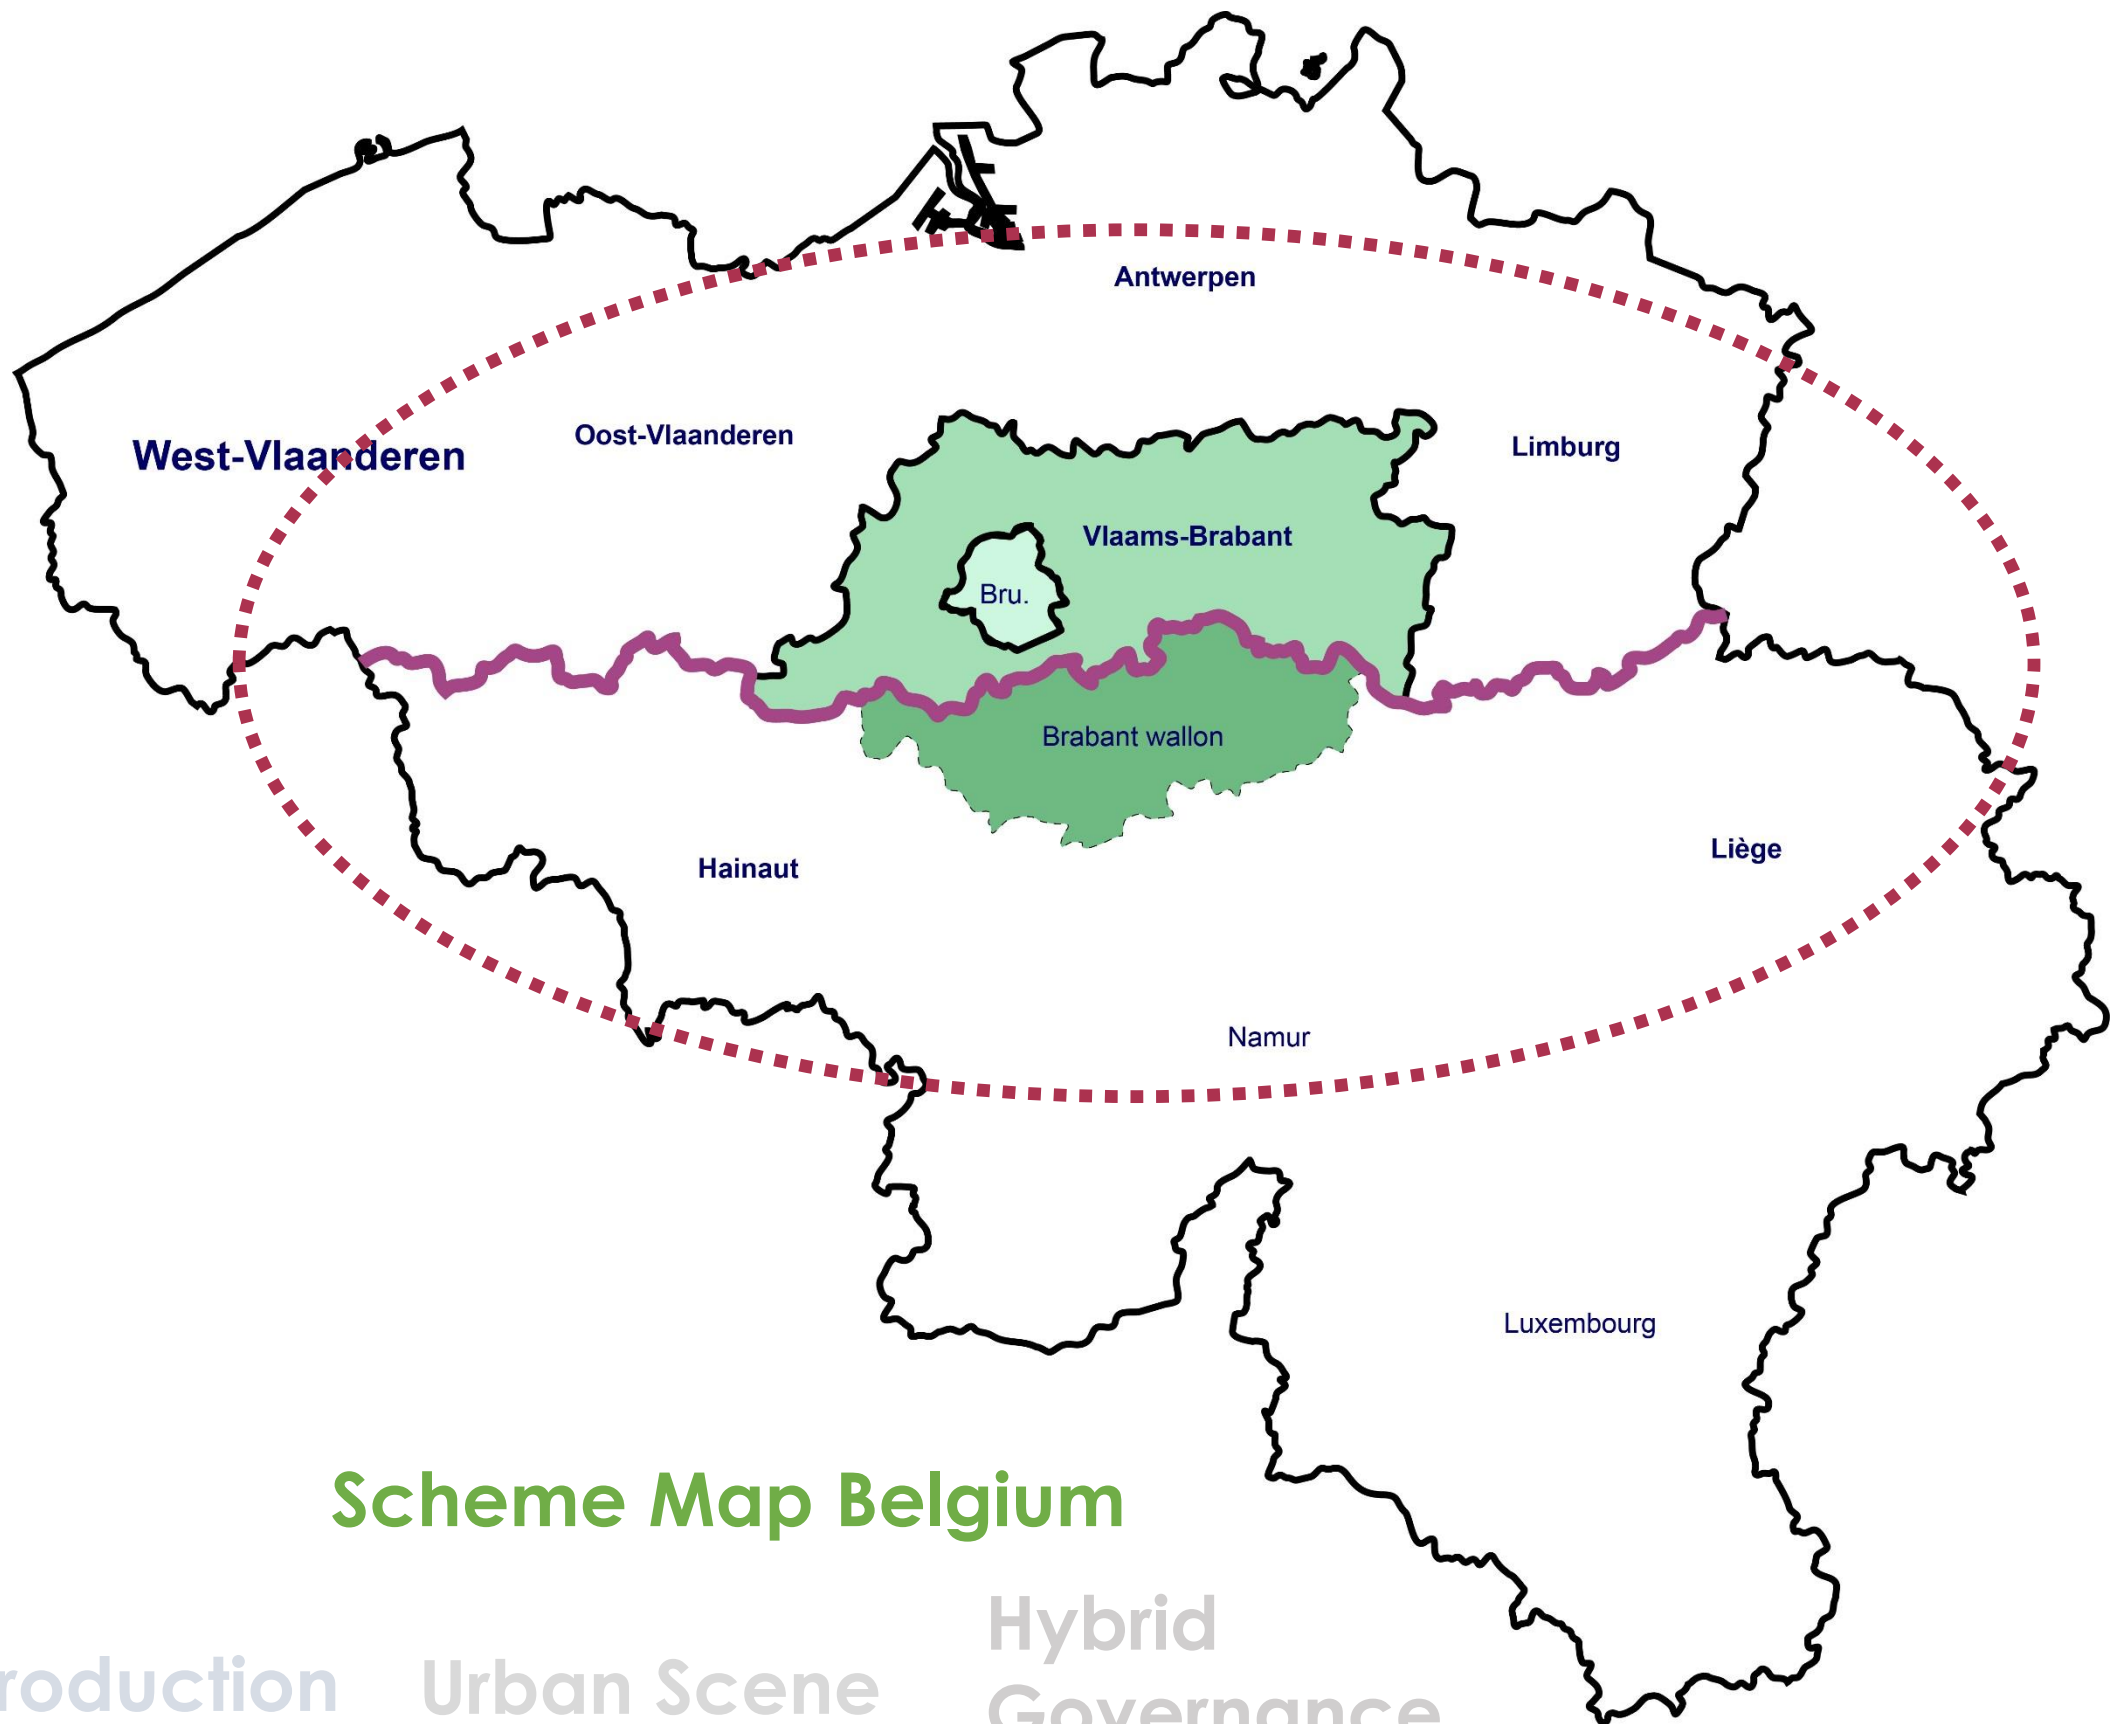 Antwerpen
Oost-Vlaanderen
West-Vlaanderen
Limburg
Vlaams-Brabant
Bru.
Brabant wallon
Hainaut
Liège
Namur
Luxembourg
Scheme Map Belgium
roduction
Urban Scene
Hybrid
Governance